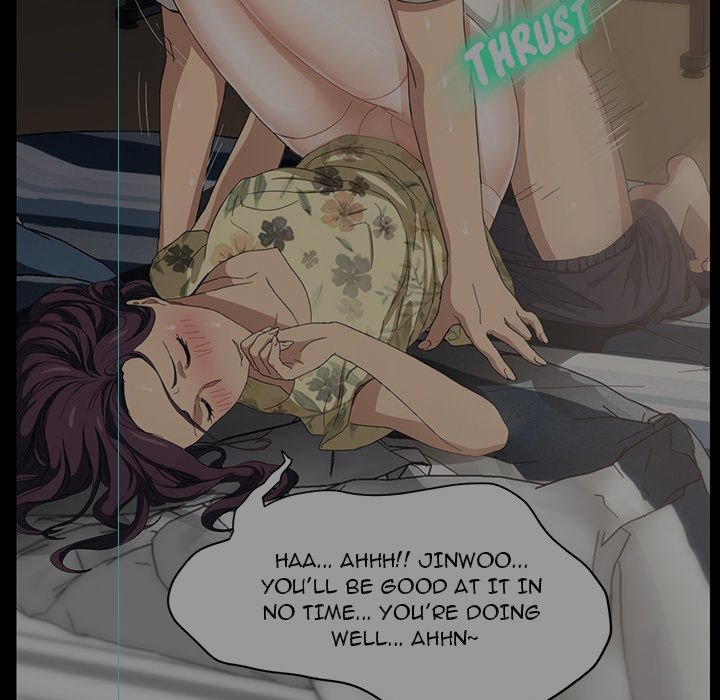 THRUST
HAA... AHHH!! JINWOO...
YOU'LL BE GOOD AT IT IN
NO TIME... YOU'RE DOING
WELL... AHHN~